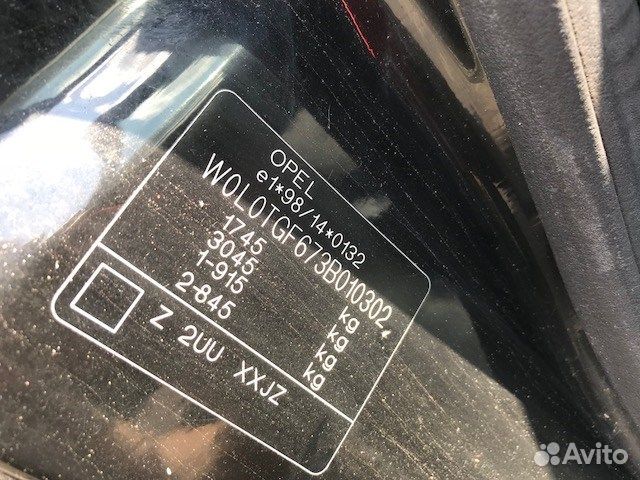 OPEL
e1*98/14*0132
W0L0TGF673B010302
1745 kg
3045 kg
1-915 kg
2-845 kg
Z 2UU XXJZ
Avito